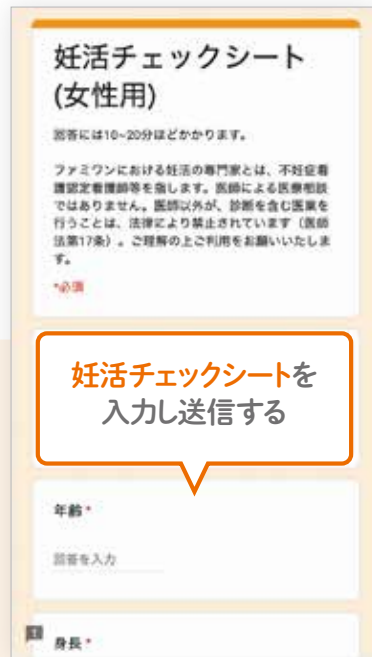 妊活チェックシート
(女性用)
回答には10~20分ほどかかります。
ファミワンにおける妊活の専門家とは、不妊症看
護認定看護師等を指します。医師による医療相談
ではありません。医師以外が、診断を含む医業を
行うことは、法律により禁止されています（医師
法第17条）。ご理解の上ご利用をお願いいたしま
す。
*必須
妊活チェックシートを
入力し送信する
年齢 *
回答を入力
身長 *